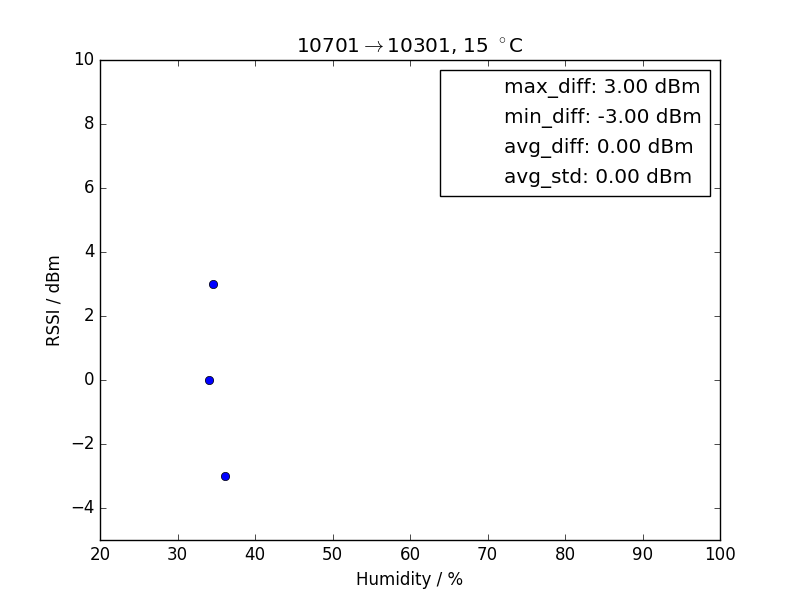 10701→10301, 15 °C
max_diff: 3.00 dBm
min_diff: -3.00 dBm
avg_diff: 0.00 dBm
avg_std: 0.00 dBm
RSSI / dBm
10
8
6
4
2
0
−2
−4
20 30 40 50 60 70 80 90 100
Humidity / %